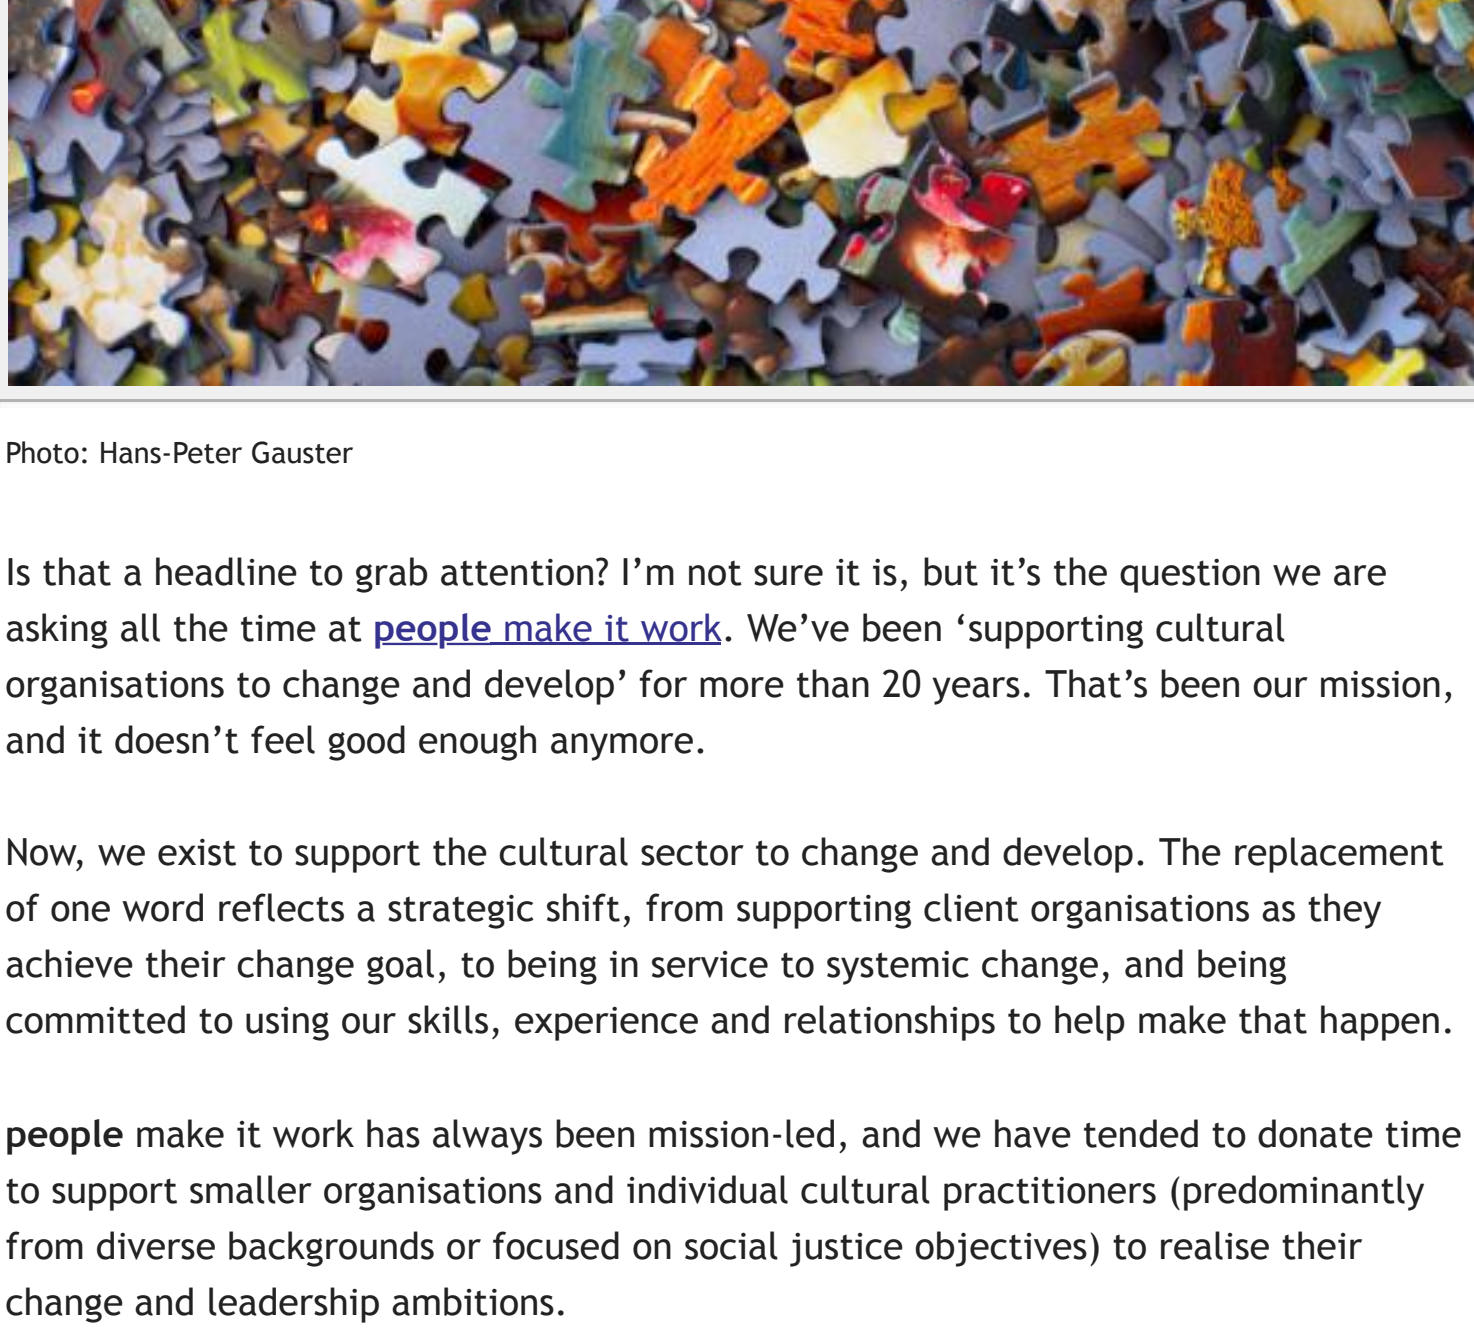 Photo: Hans-Peter Gauster
Is that a headline to grab attention? I’m not sure it is, but it’s the question we are
asking all the time at people make it work. We’ve been ‘supporting cultural
organisations to change and develop’ for more than 20 years. That’s been our mission,
and it doesn’t feel good enough anymore.
Now, we exist to support the cultural sector to change and develop. The replacement
of one word reflects a strategic shift, from supporting client organisations as they
achieve their change goal, to being in service to systemic change, and being
committed to using our skills, experience and relationships to help make that happen.
people make it work has always been mission-led, and we have tended to donate time
to support smaller organisations and individual cultural practitioners (predominantly
from diverse backgrounds or focused on social justice objectives) to realise their
change and leadership ambitions.